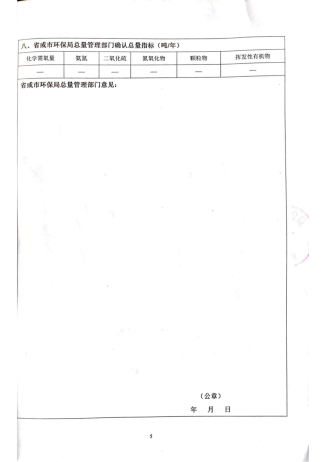 八、省或市环保局总量管理部门确认总量指标（吨/年）
化学需氧量 氨氮 二氧化硫 氮氧化物 颗粒物 挥发性有机物
— — — — — —
省或市环保局总量管理部门意见：
（公章）
年 月 日
5